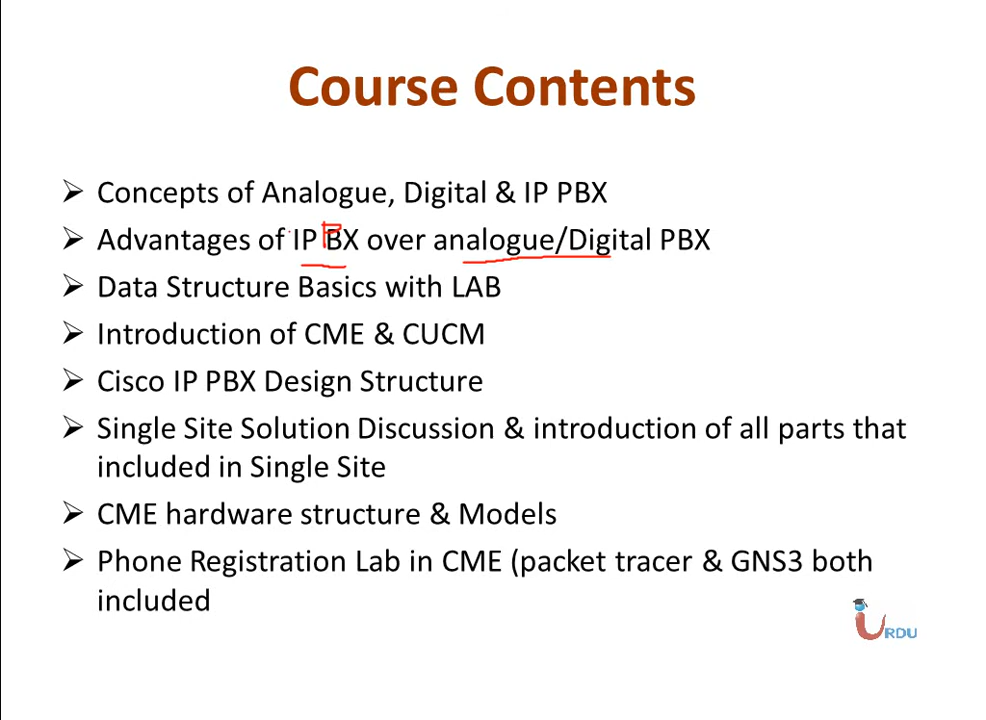 Course Contents
Concepts of Analogue, Digital & IP PBX
Advantages of IP BX over analogue/Digital PBX
Data Structure Basics with LAB
Introduction of CME & CUCM
Cisco IP PBX Design Structure
Single Site Solution Discussion & introduction of all parts that
included in Single Site
CME hardware structure & Models
Phone Registration Lab in CME (packet tracer & GNS3 both
included
URDU